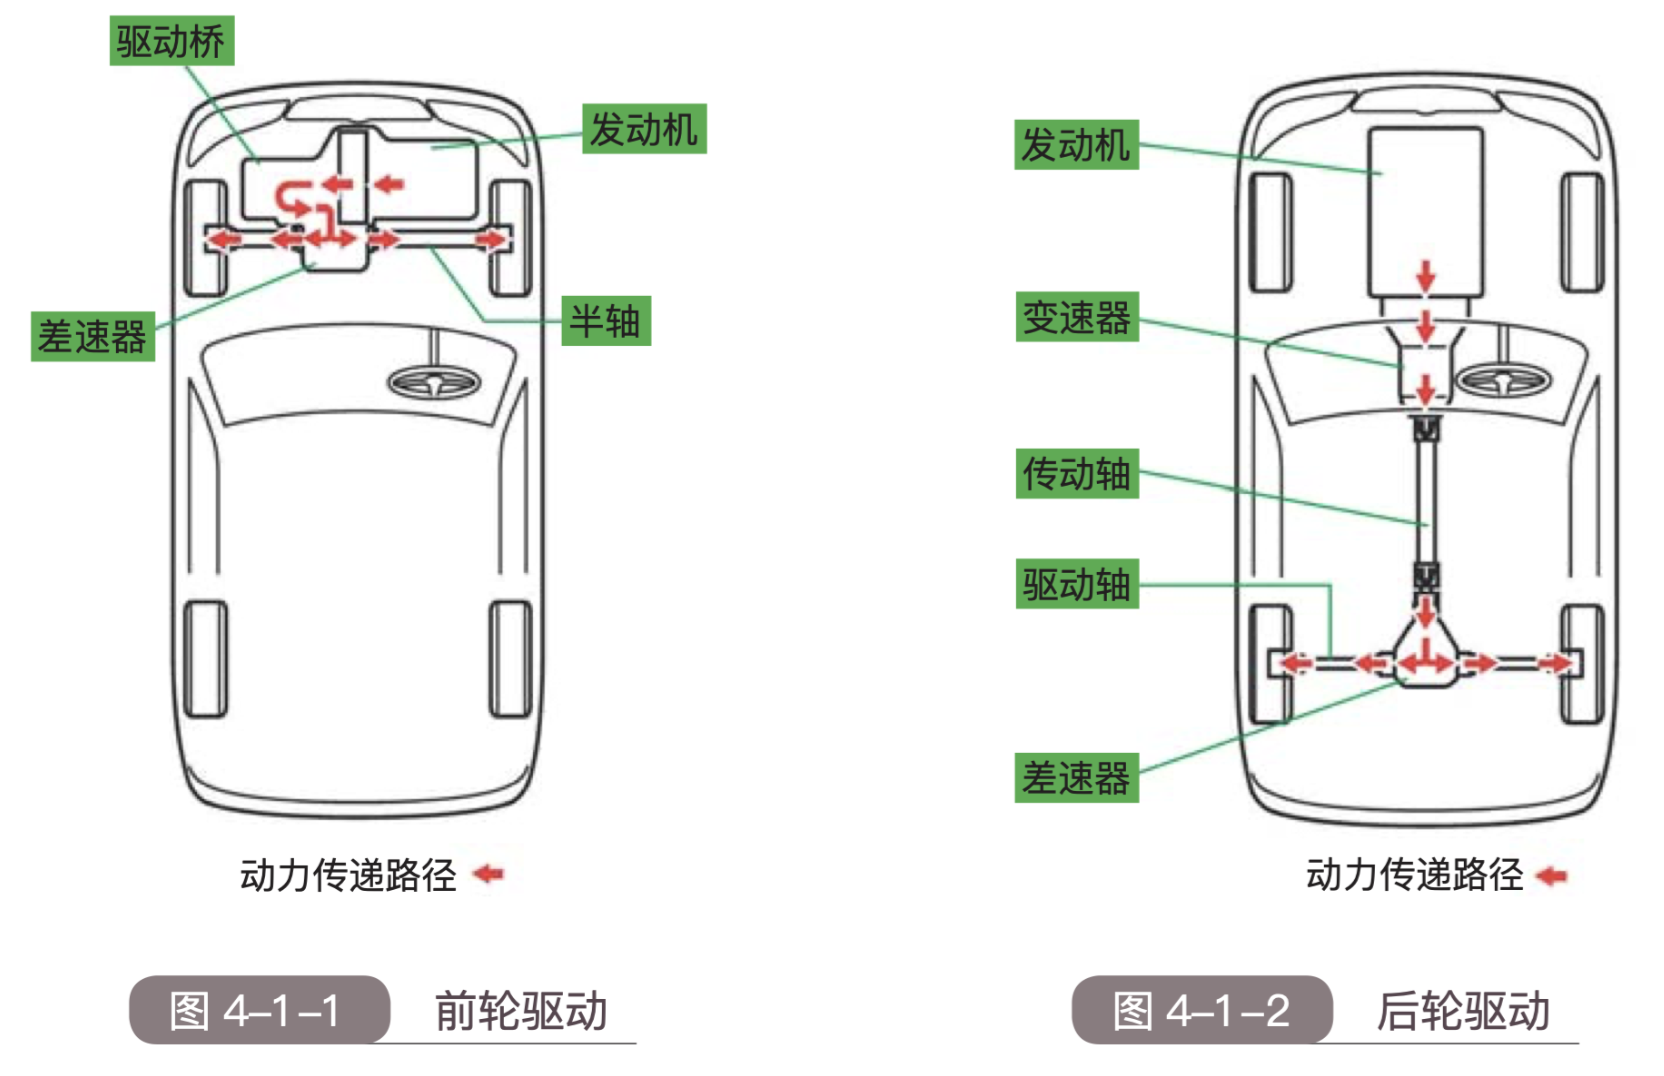 驱动桥
发动机
差速器
半轴
动力传递路径
图 4-1-1 前轮驱动
发动机
变速器
传动轴
驱动轴
差速器
动力传递路径
图 4-1-2 后轮驱动